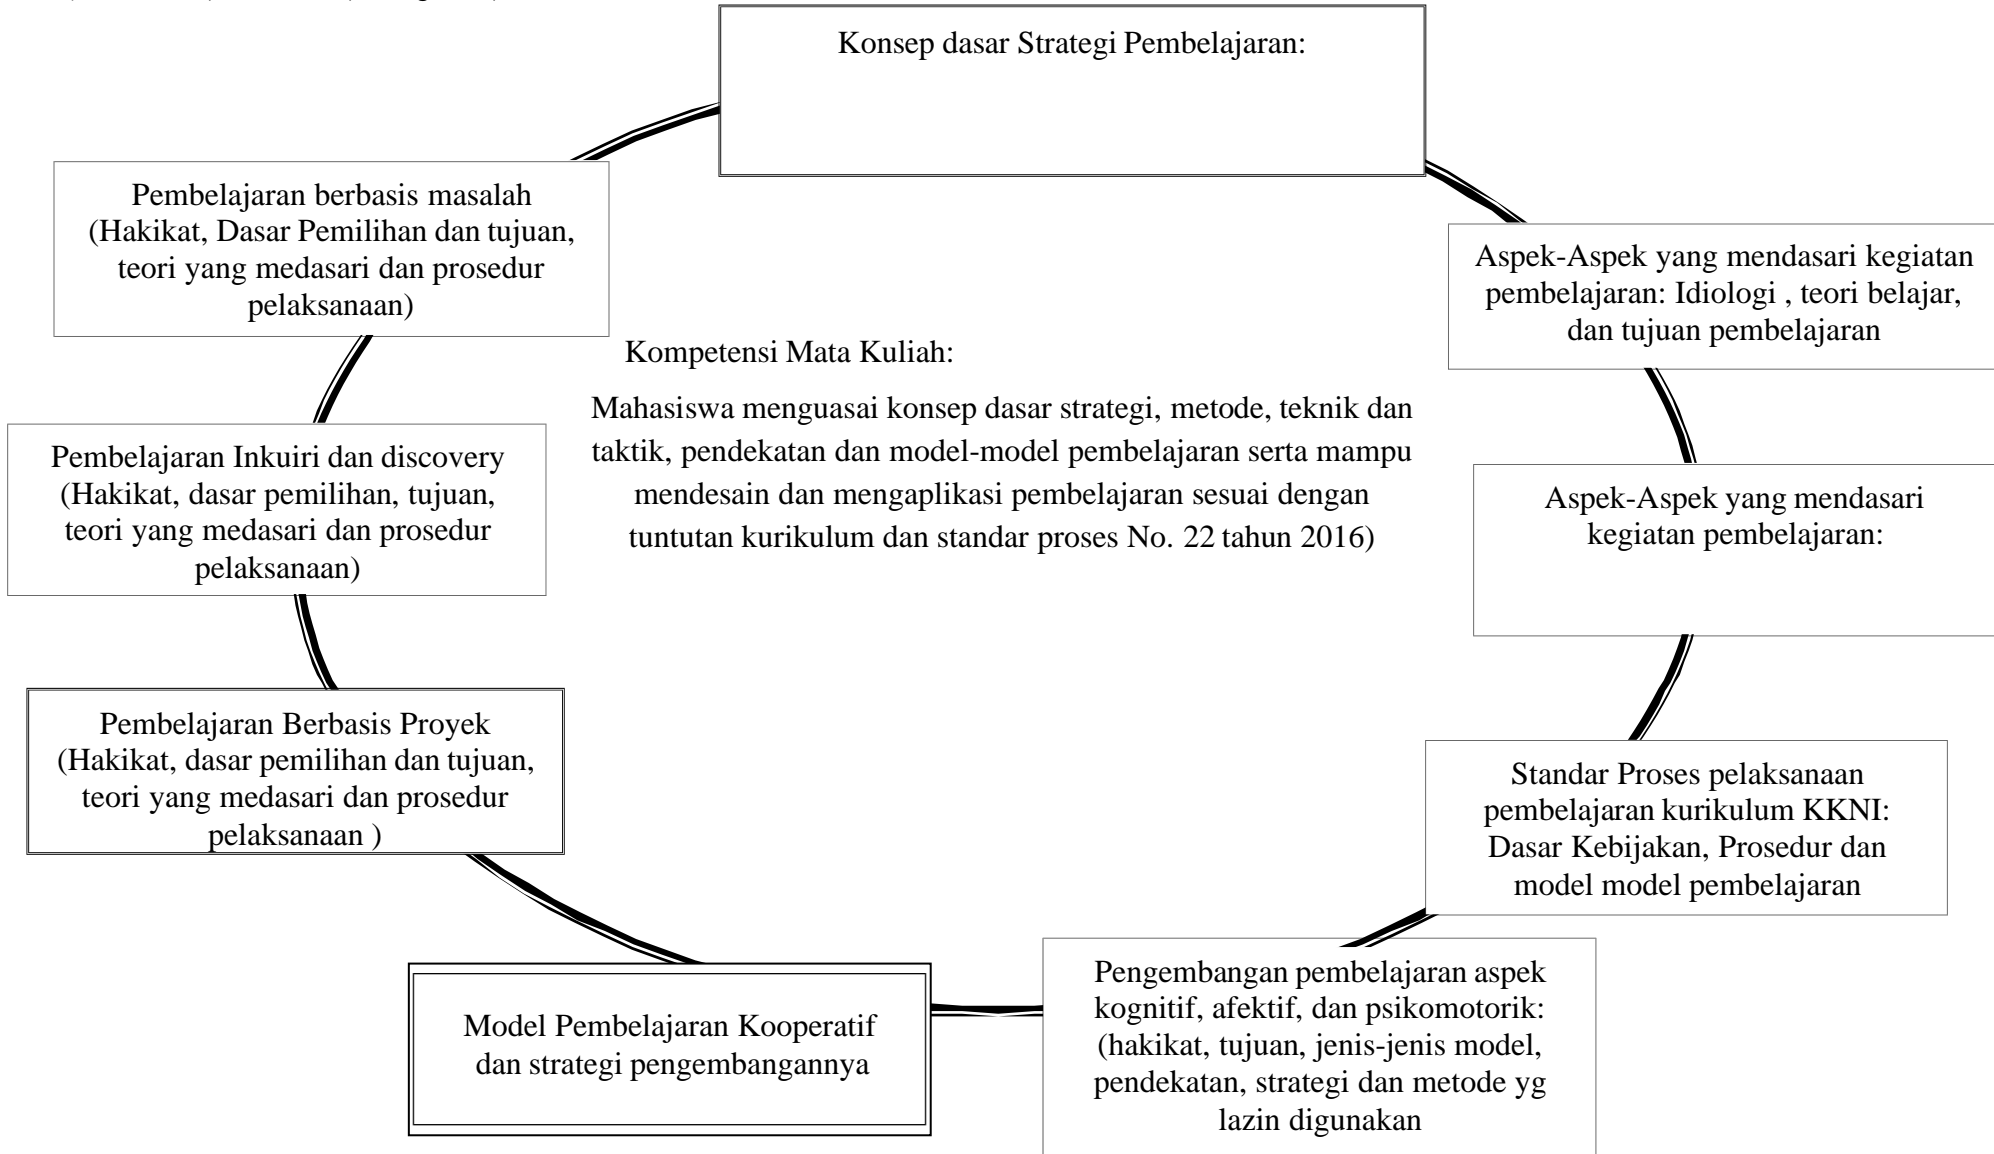 Konsep dasar Strategi Pembelajaran:
Pembelajaran berbasis masalah
(Hakikat, Dasar Pemilihan dan tujuan,
teori yang medasari dan prosedur
pelaksanaan)
Aspek-Aspek yang mendasari kegiatan
pembelajaran: Idiologi , teori belajar,
dan tujuan pembelajaran
Kompetensi Mata Kuliah:
Mahasiswa menguasai konsep dasar strategi, metode, teknik dan
taktik, pendekatan dan model-model pembelajaran serta mampu
mendesain dan mengaplikasi pembelajaran sesuai dengan
tuntutan kurikulum dan standar proses No. 22 tahun 2016)
Pembelajaran Inkuiri dan discovery
(Hakikat, dasar pemilihan, tujuan,
teori yang medasari dan prosedur
pelaksanaan)
Aspek-Aspek yang mendasari
kegiatan pembelajaran:
Pembelajaran Berbasis Proyek
(Hakikat, dasar pemilihan dan tujuan,
teori yang medasari dan prosedur
pelaksanaan )
Standar Proses pelaksanaan
pembelajaran kurikulum KKNI:
Dasar Kebijakan, Prosedur dan
model model pembelajaran
Model Pembelajaran Kooperatif
dan strategi pengembangannya
Pengembangan pembelajaran aspek
kognitif, afektif, dan psikomotorik:
(hakikat, tujuan, jenis-jenis model,
pendekatan, strategi dan metode yg
lazin digunakan